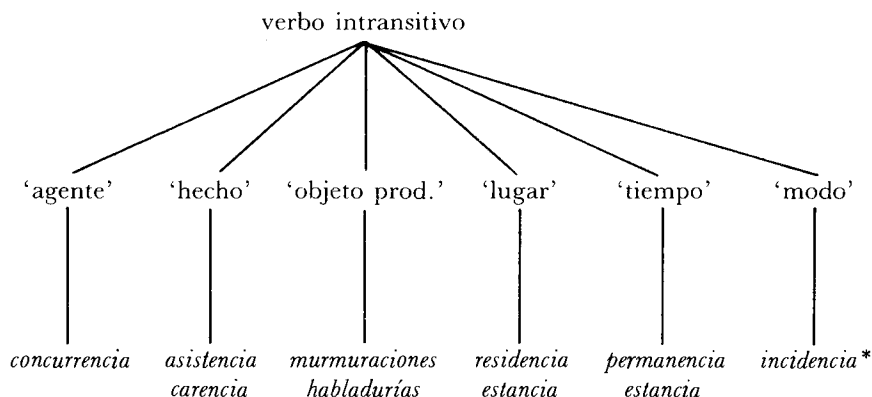 verbo intransitivo
‘agente’ ‘hecho’ ‘objeto prod.’ ‘lugar’ ‘tiempo’ ‘modo’
concurrencia asistencia murmuraciones residencia permanencia incidencia*
carencia habladurías estancia estancia